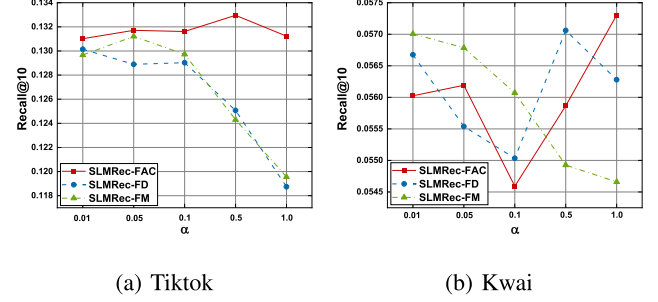 0.134
0.132
0.130
0.128
0.126
0.124
0.122
0.120
0.118
Recall@10
SLMRec-FAC
SLMRec-FD
SLMRec-FM
0.01 0.05 0.1 0.5 1.0
α
(a) Tiktok
0.0575
0.0570
0.0565
0.0560
0.0555
0.0550
0.0545
Recall@10
SLMRec-FAC
SLMRec-FD
SLMRec-FM
0.01 0.05 0.1 0.5 1.0
α
(b) Kwai